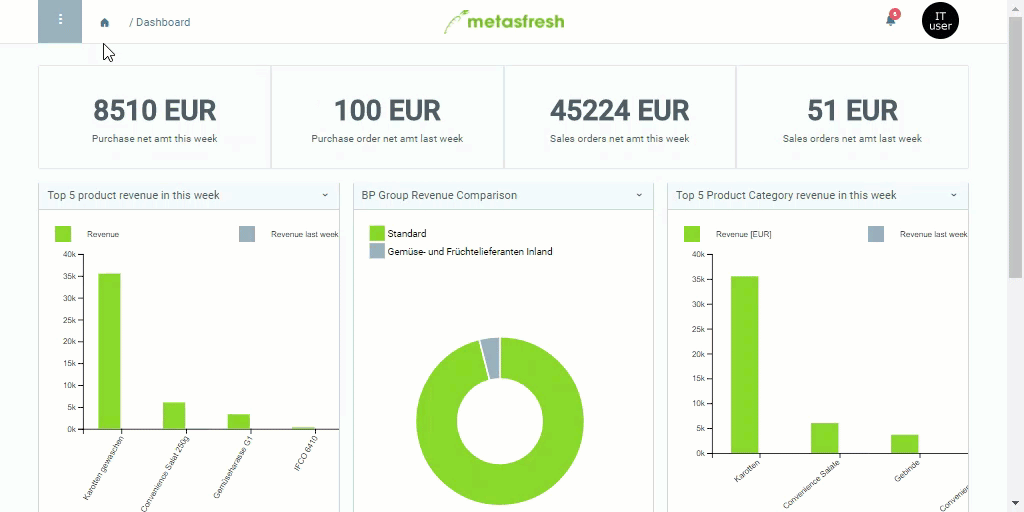 / Dashboard
metasfresh
6
IT
user
8510 EUR
Purchase net amt this week
100 EUR
Purchase order net amt last week
45224 EUR
Sales orders net amt this week
51 EUR
Sales orders net amt last week
Top 5 product revenue in this week
Revenue
Revenue last week
40k
35k
30k
25k
20k
15k
10k
5k
0k
Karotten gewaschen
Convenience Salat 250g
Gemüseharasse G1
IFCO 6410
BP Group Revenue Comparison
Standard
Gemüse- und Früchtelieferanten Inland
Top 5 Product Category revenue in this week
Revenue [EUR]
Revenue last week
40k
35k
30k
25k
20k
15k
10k
5k
0k
Karotten
Convenience Salate
Gebinde